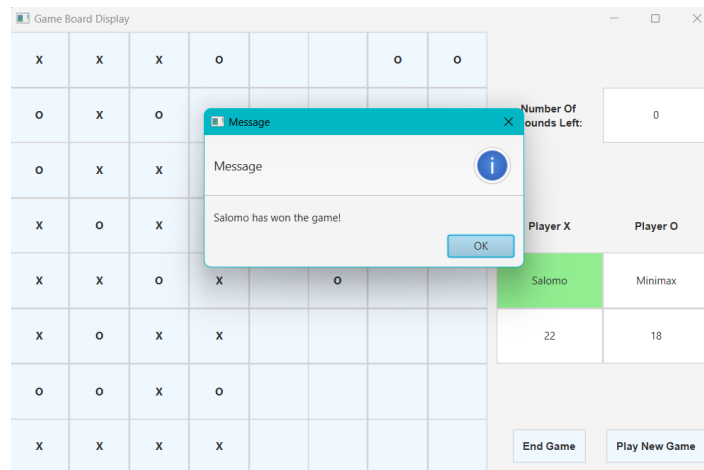 Game Board Display
X X X O O O
O X O
O X X
X O X
X X O X O
X O X X
O O X O
X X X X
Message
Message
Salomo has won the game!
OK
Number Of
ounds Left:
0
Player X Player O
Salomo Minimax
22 18
End Game Play New Game